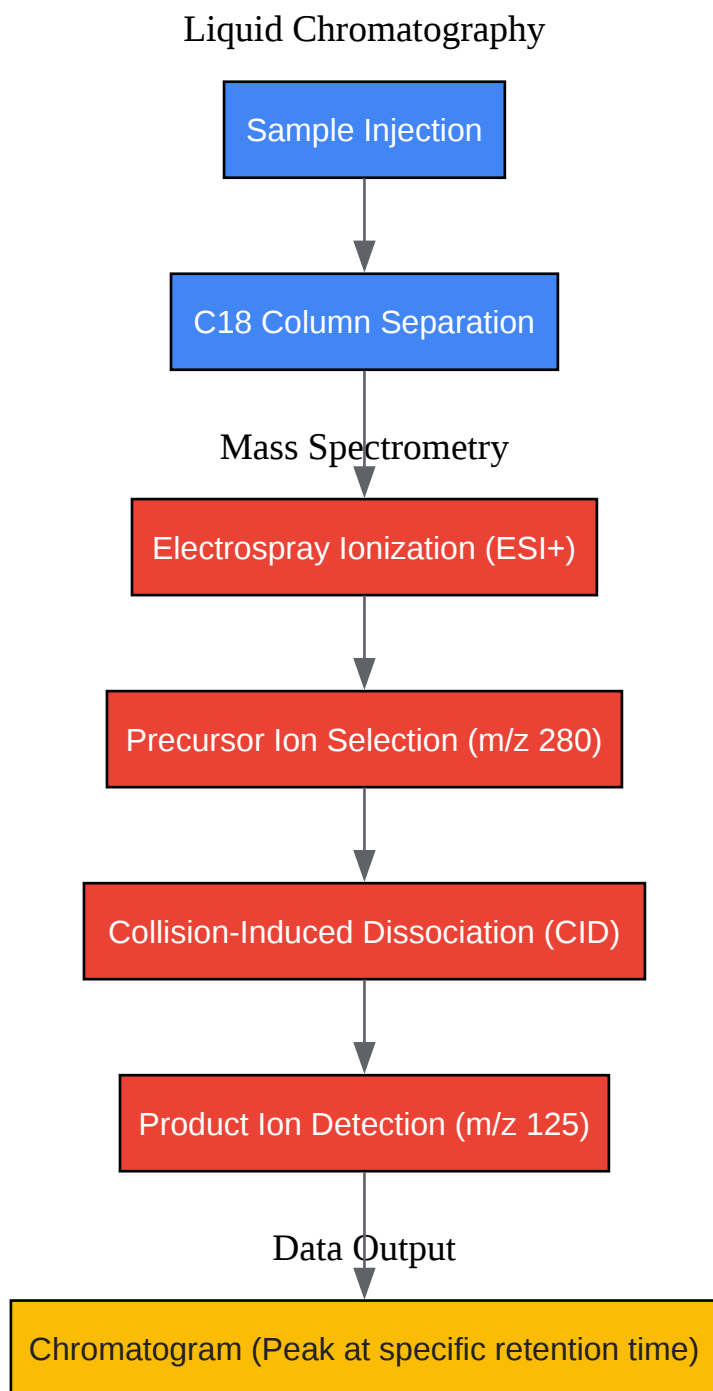 Liquid Chromatography
Sample Injection
C18 Column Separation
Mass Spectrometry
Electrospray Ionization (ESI+)
Precursor Ion Selection (m/z 280)
Collision-Induced Dissociation (CID)
Product Ion Detection (m/z 125)
Data Output
Chromatogram (Peak at specific retention time)